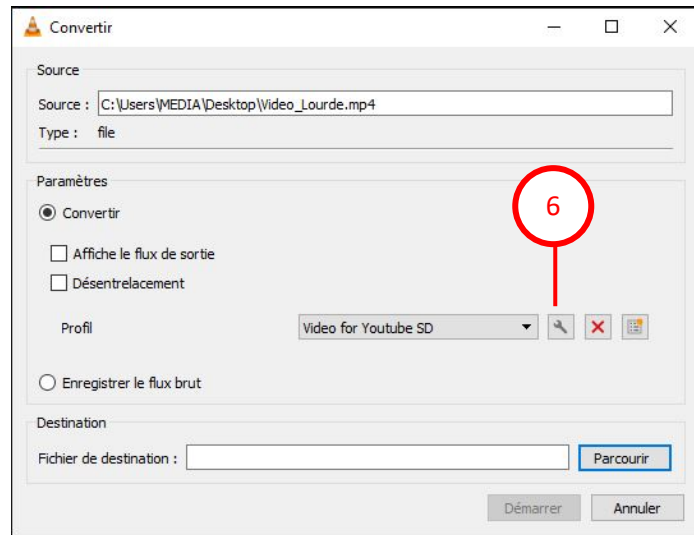 Convertir
Source
Source : C:\Users\MEDIA\Desktop\Video_Lourde.mp4
Type : file
Paramètres
6
Convertir
Affiche le flux de sortie
Désentrelacement
Profil Video for Youtube SD
Enregistrer le flux brut
Destination
Fichier de destination : Parcourir
Démarrer Annuler